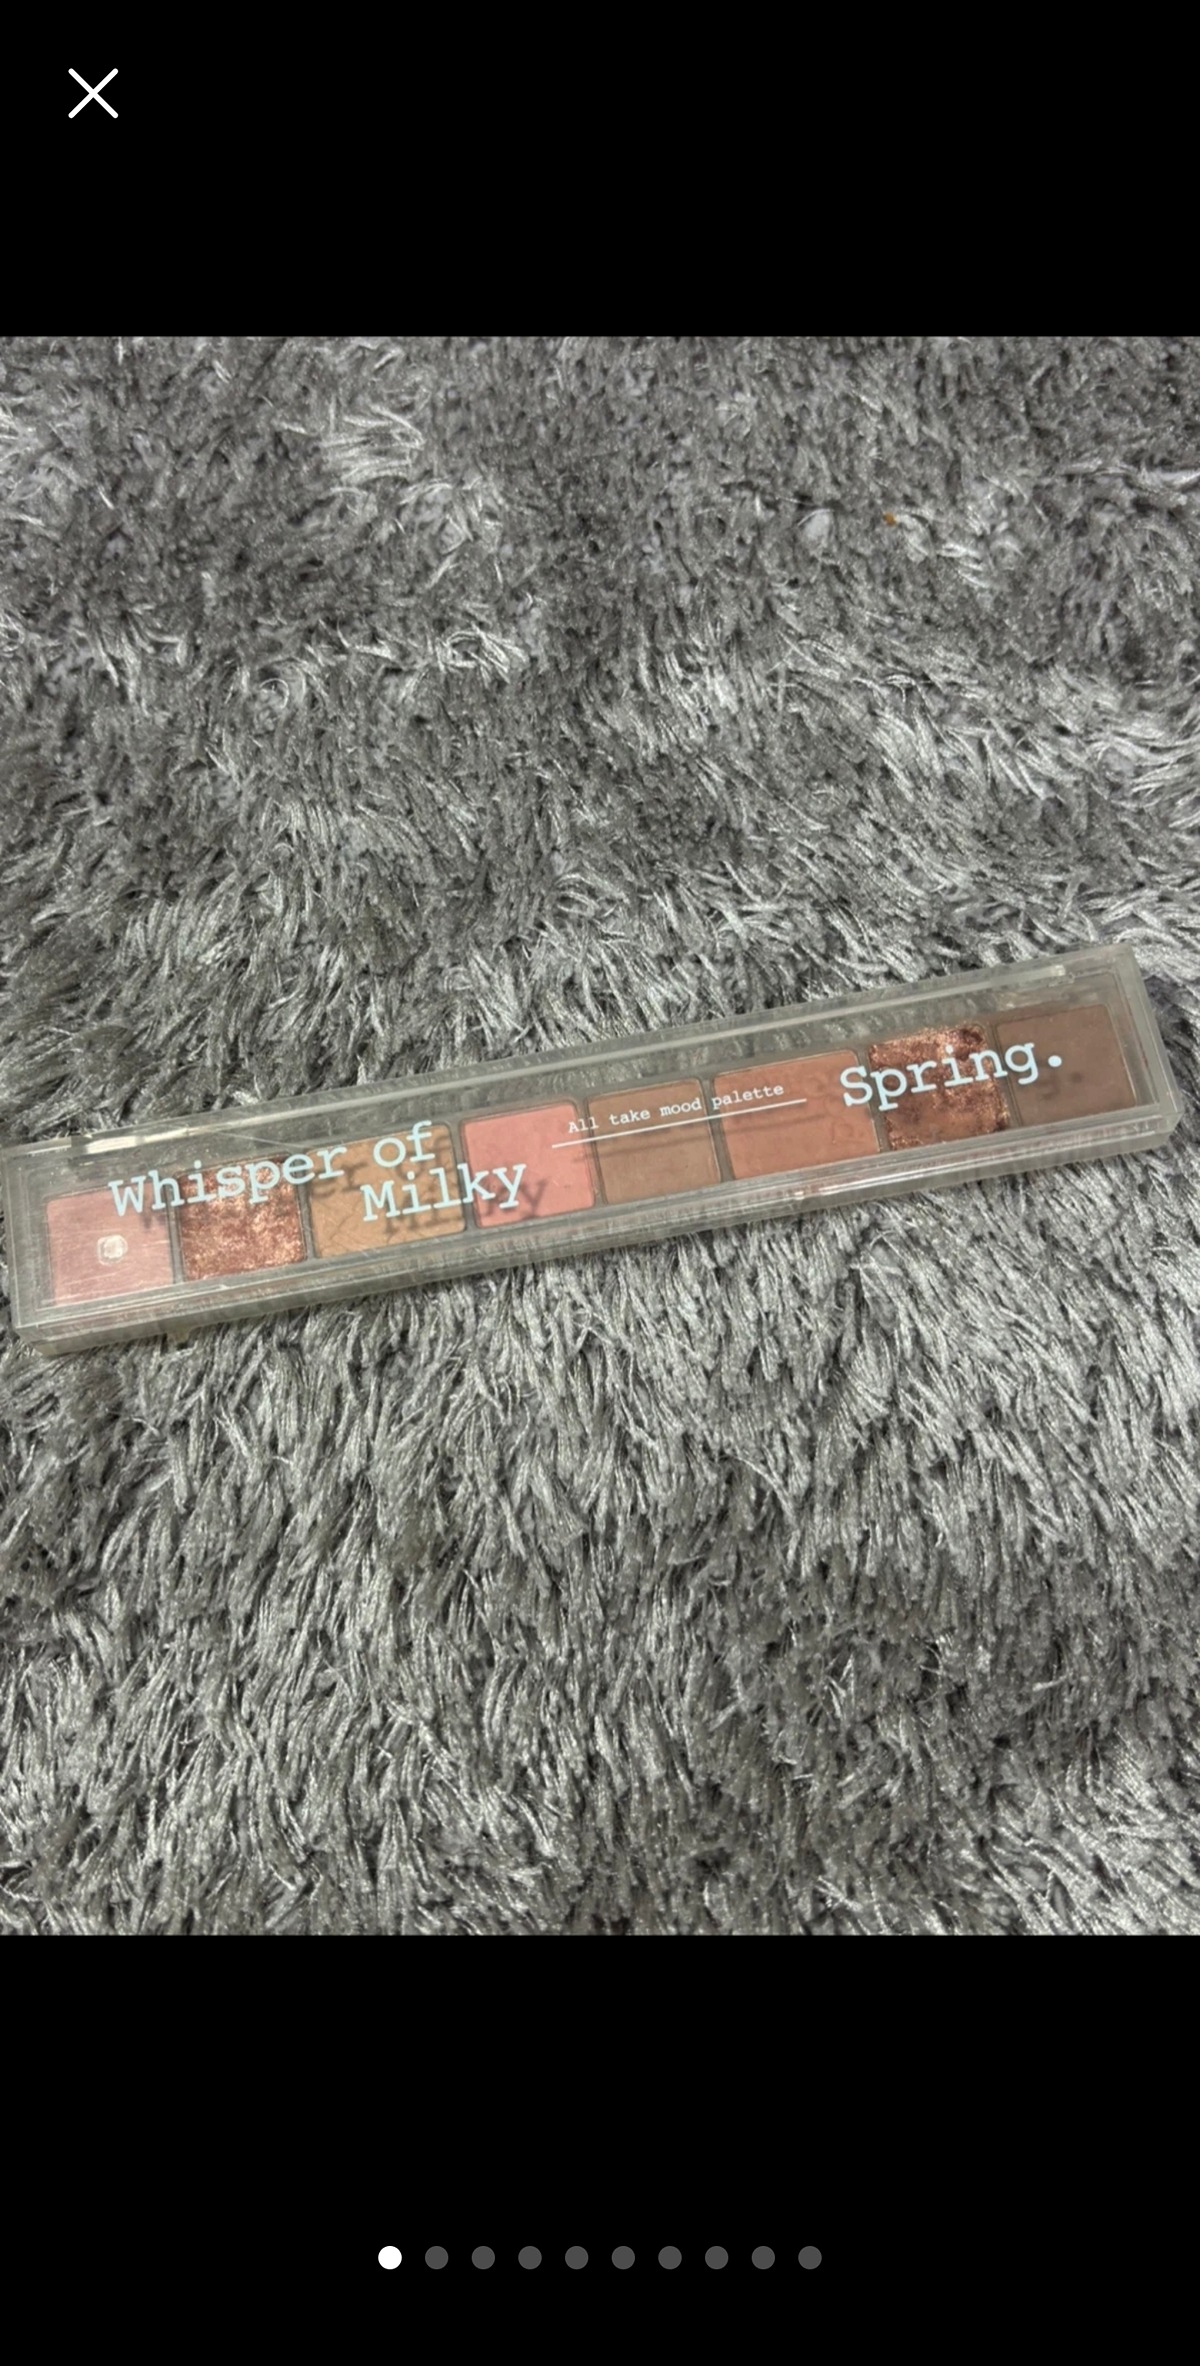 Whisper of
Milky
All take mood palette
Spring.